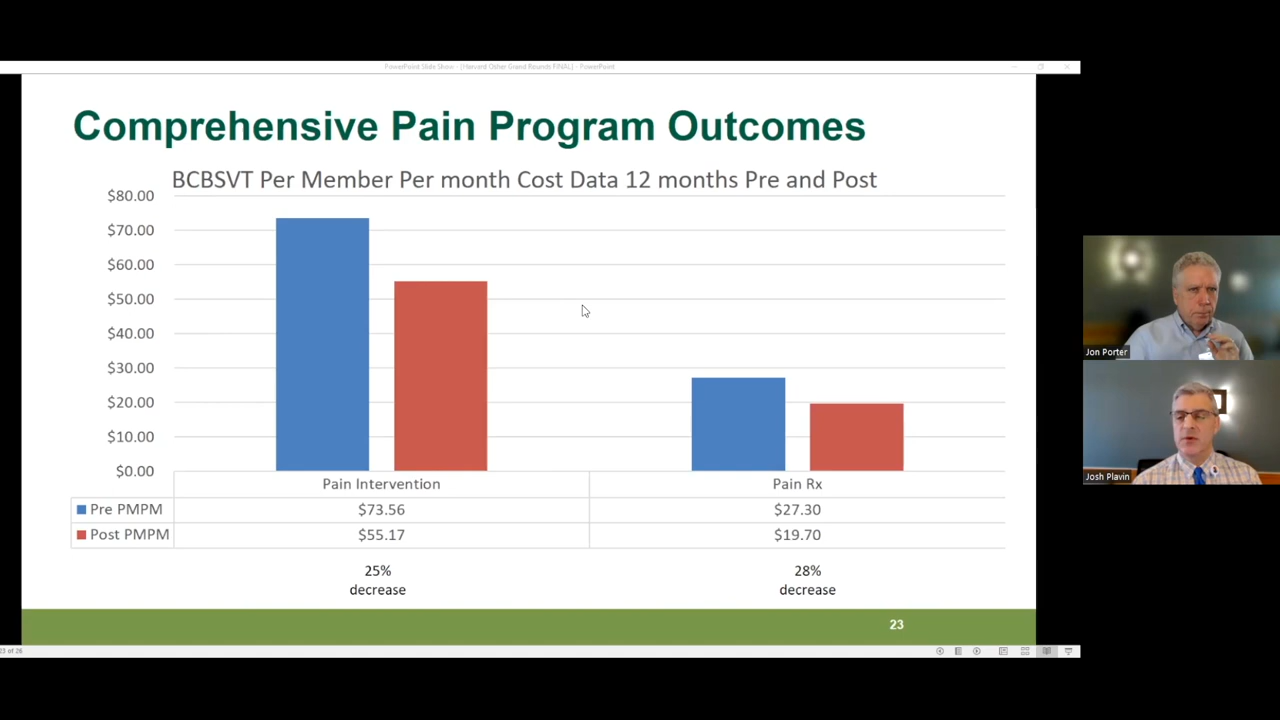 PowerPoint Slide Show - [Harvard Osher Grand Rounds FINAL] - PowerPoint
Comprehensive Pain Program Outcomes
BCBSVT Per Member Per month Cost Data 12 months Pre and Post
$80.00
$70.00
$60.00
$50.00
$40.00
$30.00
$20.00
$10.00
$0.00
Pain Intervention Pain Rx
Pre PMPM $73.56 $27.30
Post PMPM $55.17 $19.70
25% 28%
decrease decrease
23
23 of 26
Jon Porter
Josh Plavin